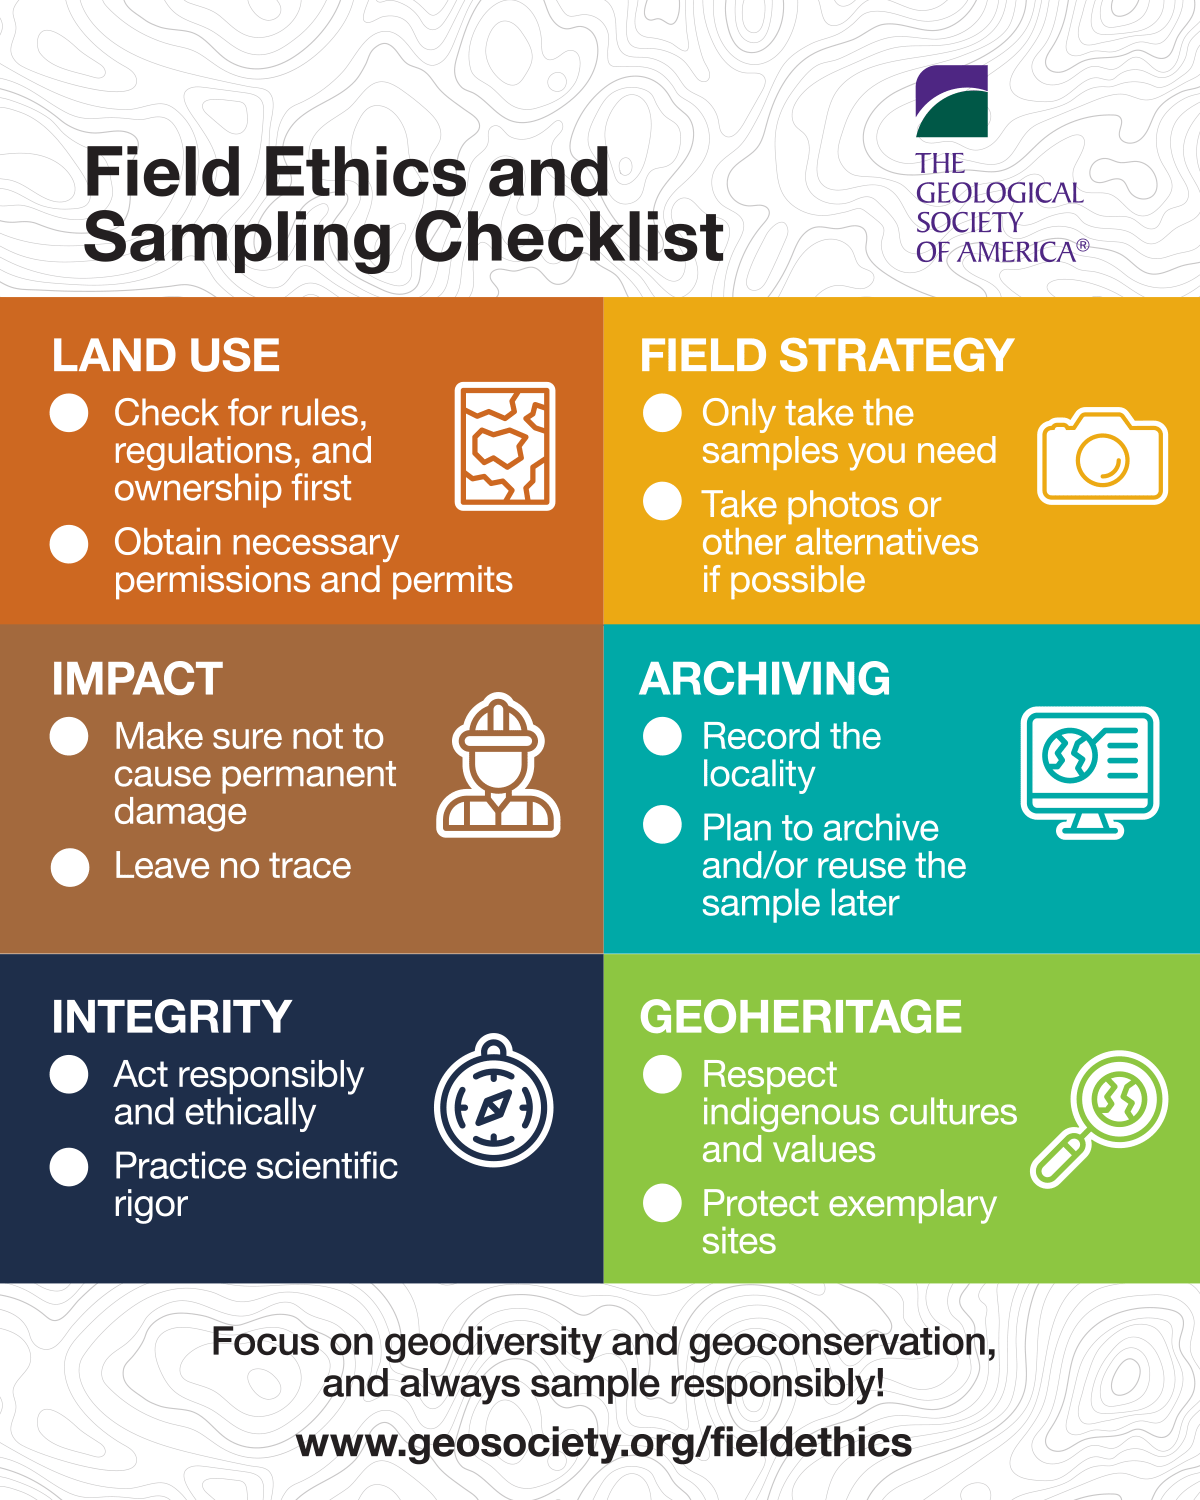 Field Ethics and
Sampling Checklist
THE
GEOLOGICAL
SOCIETY
OF AMERICA®
LAND USE
Check for rules,
regulations, and
ownership first
Obtain necessary
permissions and permits
FIELD STRATEGY
Only take the
samples you need
Take photos or
other alternatives
if possible
IMPACT
Make sure not to
cause permanent
damage
Leave no trace
ARCHIVING
Record the
locality
Plan to archive
and/or reuse the
sample later
INTEGRITY
Act responsibly
and ethically
Practice scientific
rigor
GEOHERITAGE
Respect
indigenous cultures
and values
Protect exemplary
sites
Focus on geodiversity and geoconservation,
and always sample responsibly!
www.geosociety.org/fieldethics